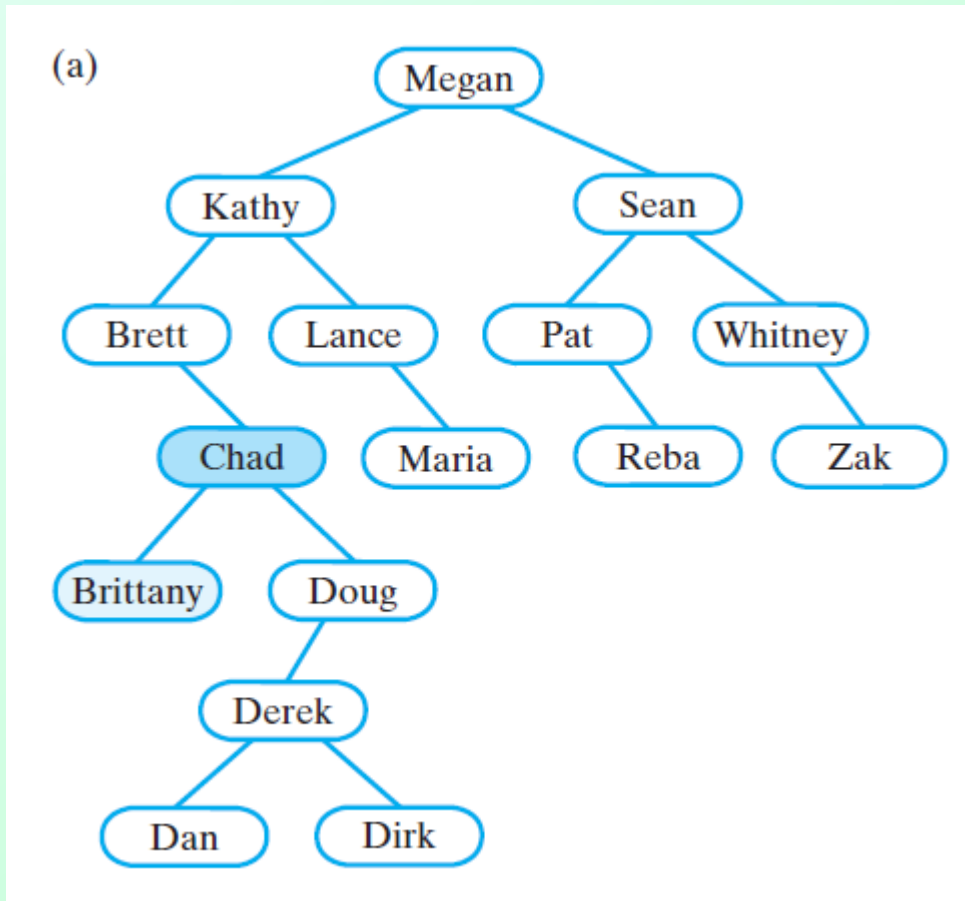 (a)
Megan
Kathy Sean
Brett Lance Pat Whitney
Chad Maria Reba Zak
Brittany Doug
Derek
Dan Dirk